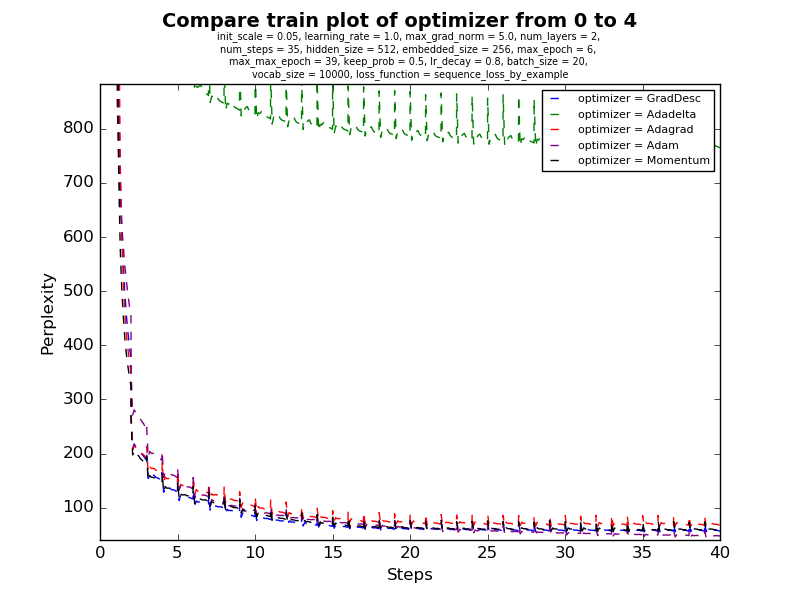 Compare train plot of optimizer from 0 to 4
init_scale = 0.05, learning_rate = 1.0, max_grad_norm = 5.0, num_layers = 2,
num_steps = 35, hidden_size = 512, embedded_size = 256, max_epoch = 6,
max_max_epoch = 39, keep_prob = 0.5, lr_decay = 0.8, batch_size = 20,
vocab_size = 10000, loss_function = sequence_loss_by_example
optimizer = GradDesc
optimizer = Adadelta
optimizer = Adagrad
optimizer = Adam
optimizer = Momentum
800
700
600
500
400
300
200
100
Perplexity
0 5 10 15 20 25 30 35 40
Steps